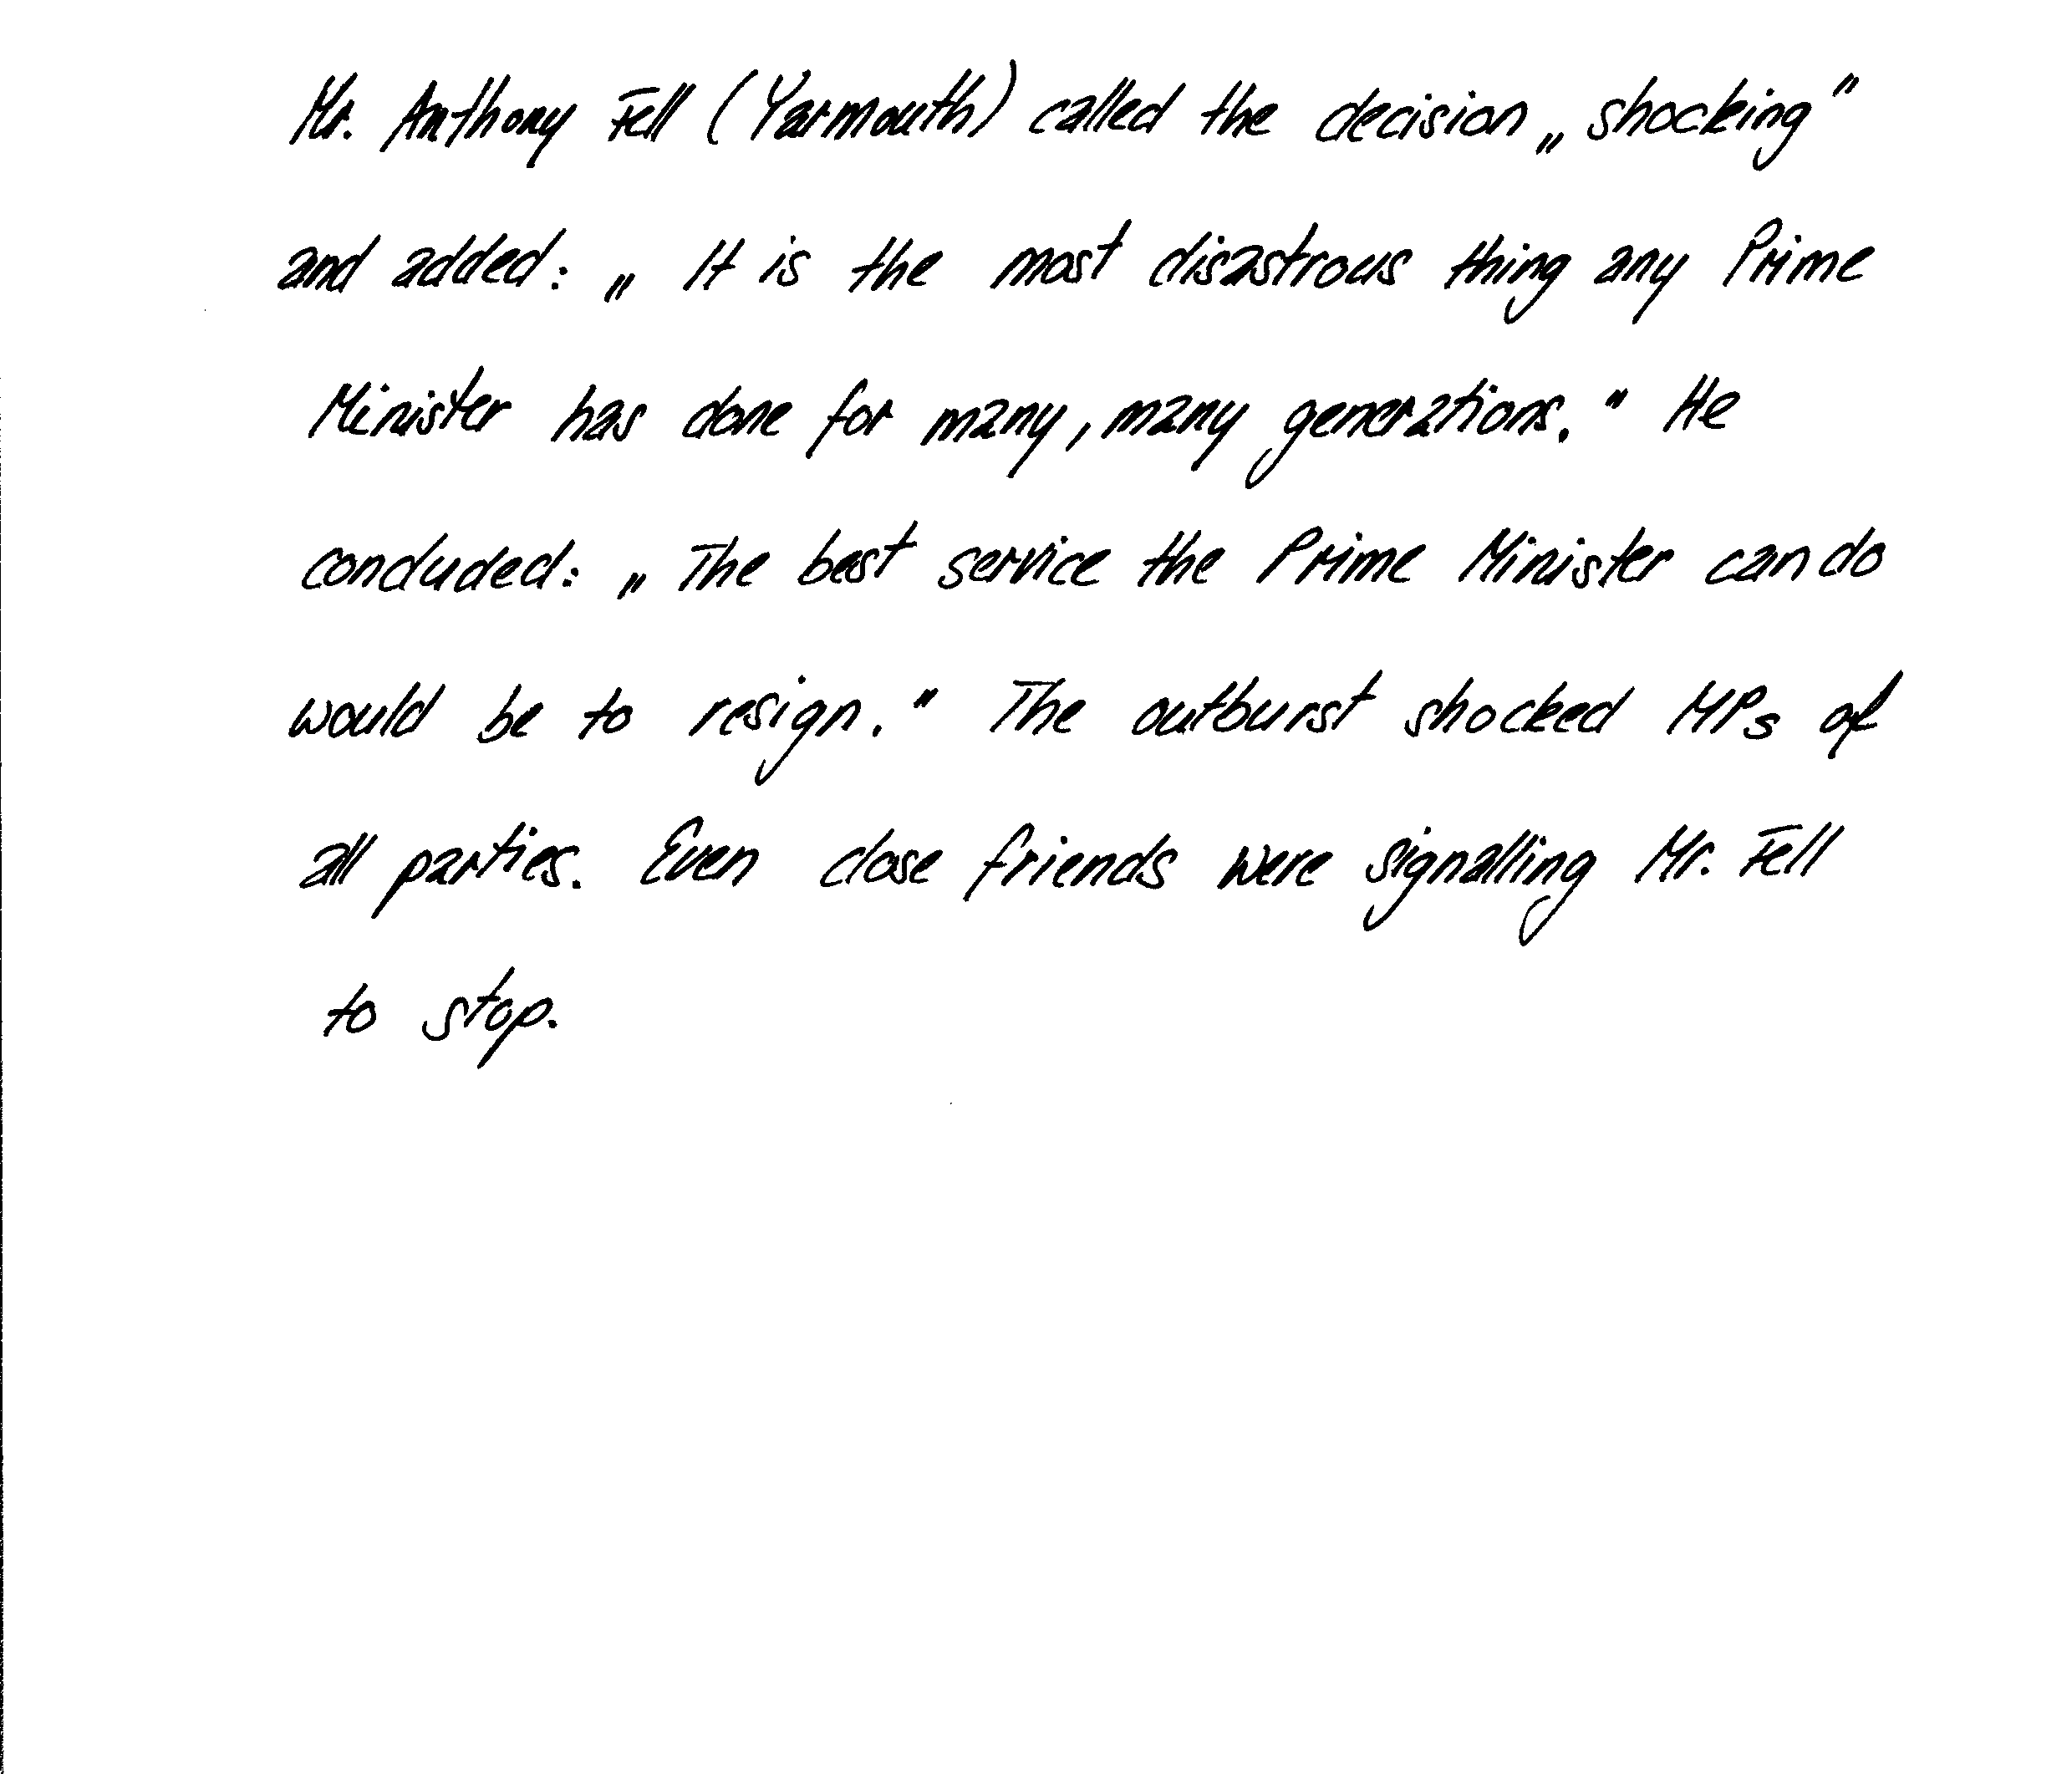 Mr. Anthony Fell (Yarmouth) called the decision „shocking"
and added: „It is the most disastrous thing any Prime
Minister has done for many, many generations." He
concluded: „The best service the Prime Minister can do
would be to resign." The outburst shocked MPs of
all parties. Even close friends were signalling Mr. Fell
to stop.